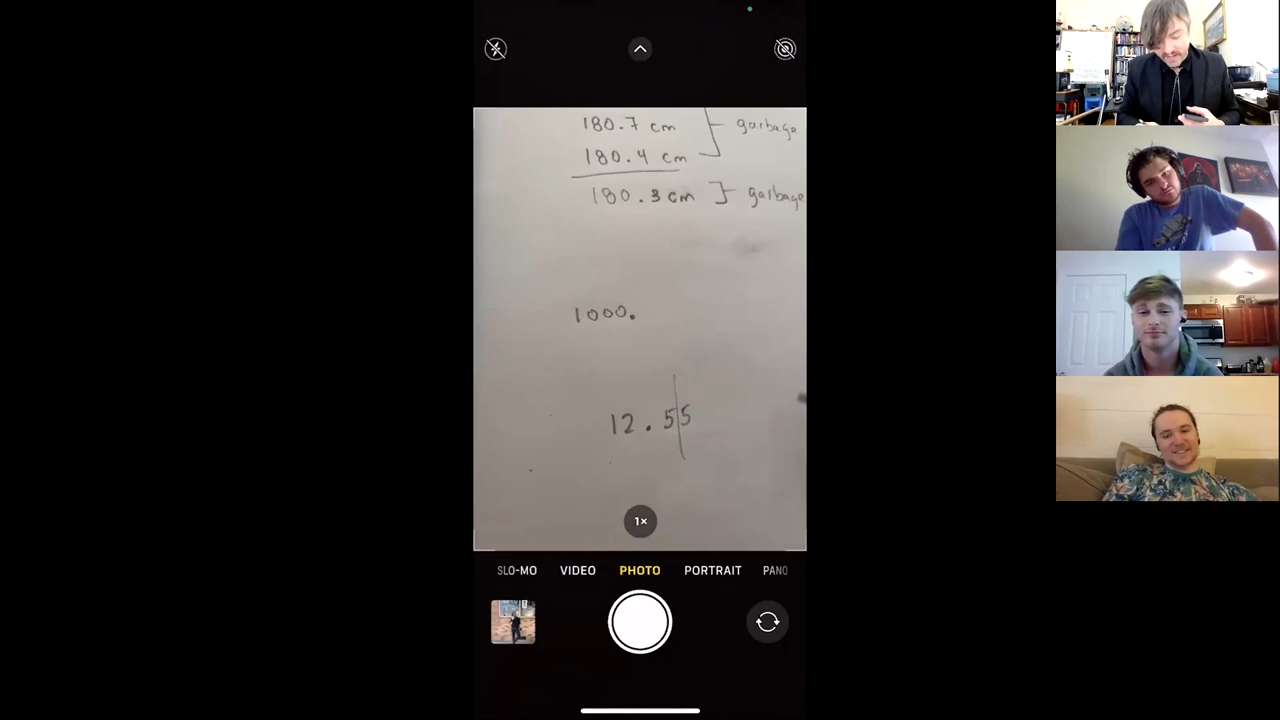 180.7 cm
garbage
180.4 cm
180.3 cm
garbage
1000.
12.55
1×
SLO-MO
VIDEO
PHOTO
PORTRAIT
PANO